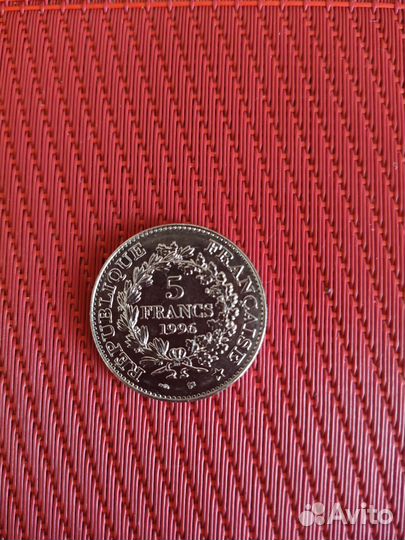 RÉPUBLIQUE FRANÇAISE
5
FRANCS
1996
Avito